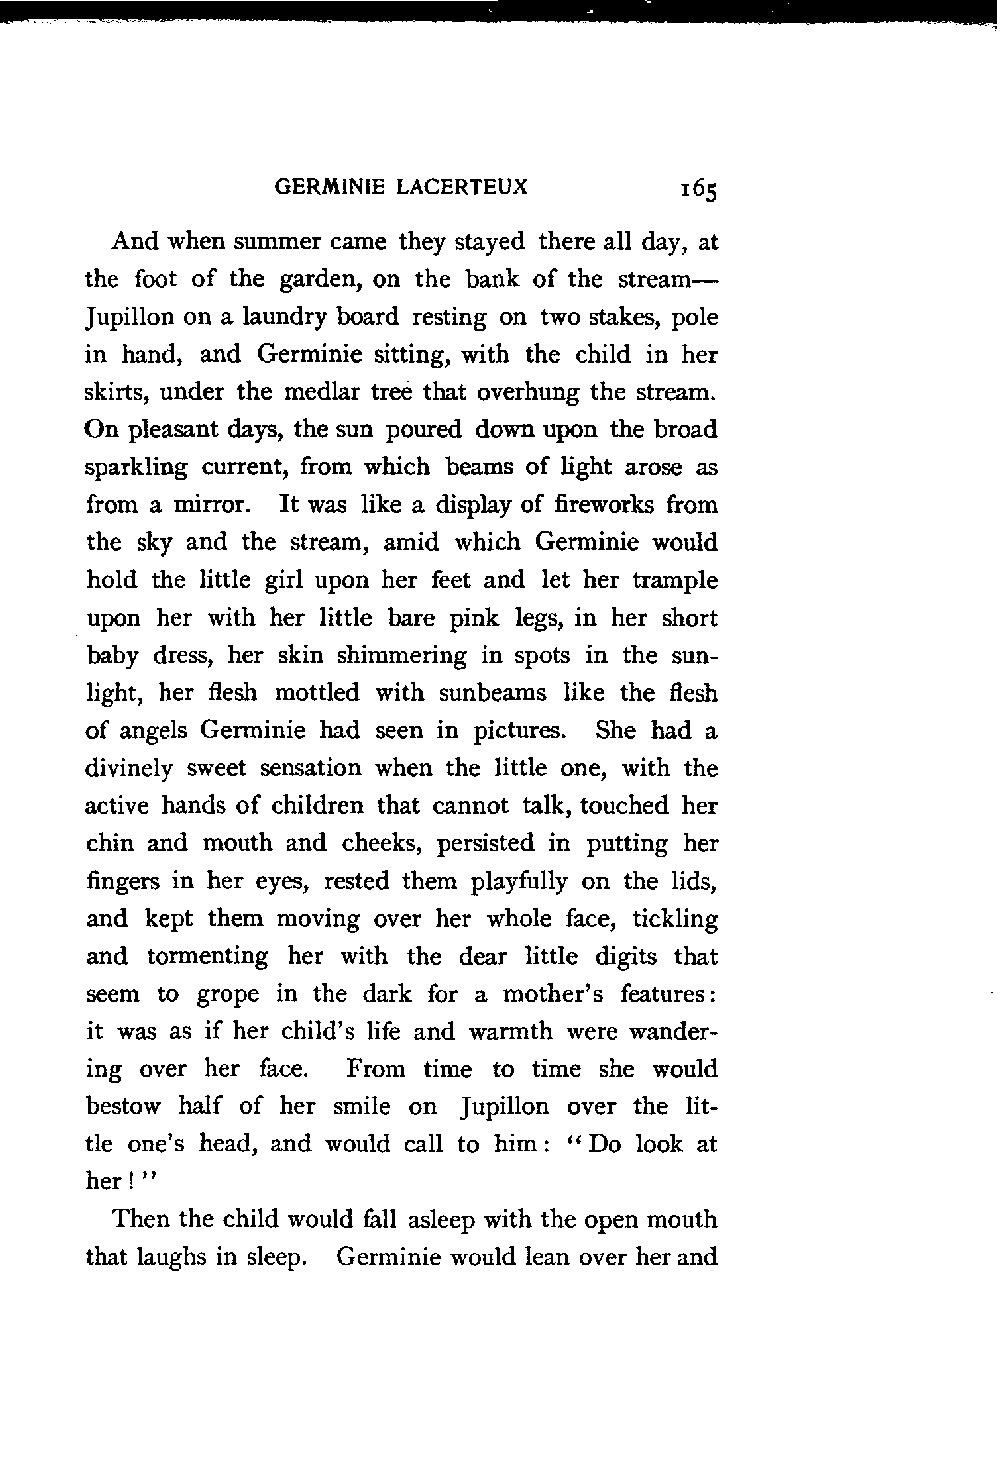 GERMINIE LACERTEUX 165
And when summer came they stayed there all day, at
the foot of the garden, on the bank of the stream—
Jupillon on a laundry board resting on two stakes, pole
in hand, and Germinie sitting, with the child in her
skirts, under the medlar tree that overhung the stream.
On pleasant days, the sun poured down upon the broad
sparkling current, from which beams of light arose as
from a mirror. It was like a display of fireworks from
the sky and the stream, amid which Germinie would
hold the little girl upon her feet and let her trample
upon her with her little bare pink legs, in her short
baby dress, her skin shimmering in spots in the sun-
light, her flesh mottled with sunbeams like the flesh
of angels Germinie had seen in pictures. She had a
divinely sweet sensation when the little one, with the
active hands of children that cannot talk, touched her
chin and mouth and cheeks, persisted in putting her
fingers in her eyes, rested them playfully on the lids,
and kept them moving over her whole face, tickling
and tormenting her with the dear little digits that
seem to grope in the dark for a mother's features:
it was as if her child's life and warmth were wander-
ing over her face. From time to time she would
bestow half of her smile on Jupillon over the lit-
tle one's head, and would call to him: "Do look at
her!"
Then the child would fall asleep with the open mouth
that laughs in sleep. Germinie would lean over her and